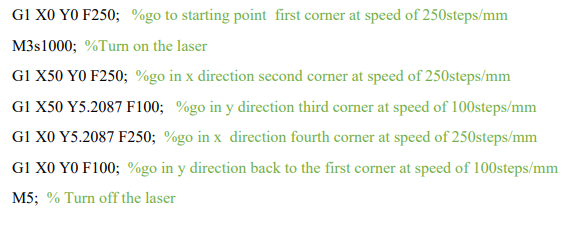 G1 X0 Y0 F250; %go to starting point first corner at speed of 250steps/mm
M3s1000; %Turn on the laser
G1 X50 Y0 F250; %go in x direction second corner at speed of 250steps/mm
G1 X50 Y5.2087 F100; %go in y direction third corner at speed of 100steps/mm
G1 X0 Y5.2087 F250; %go in x direction fourth corner at speed of 250steps/mm
G1 X0 Y0 F100; %go in y direction back to the first corner at speed of 100steps/mm
M5; % Turn off the laser